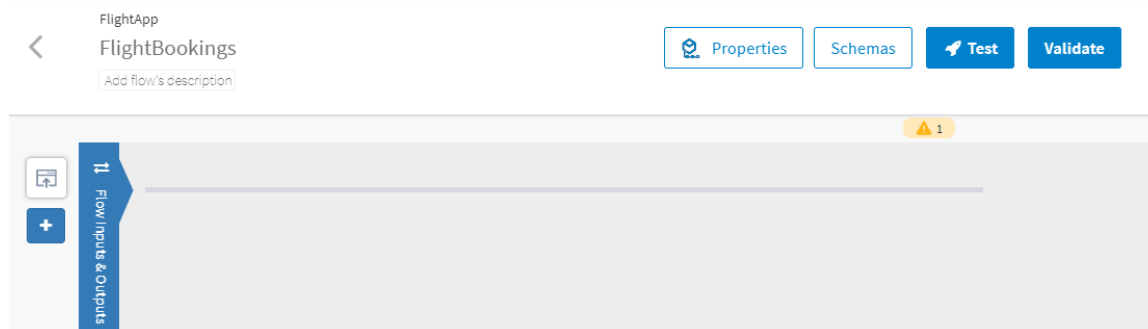 FlightApp
FlightBookings
Add flow's description
Properties
Schemas
Test
Validate
1
Flow Inputs & Outputs